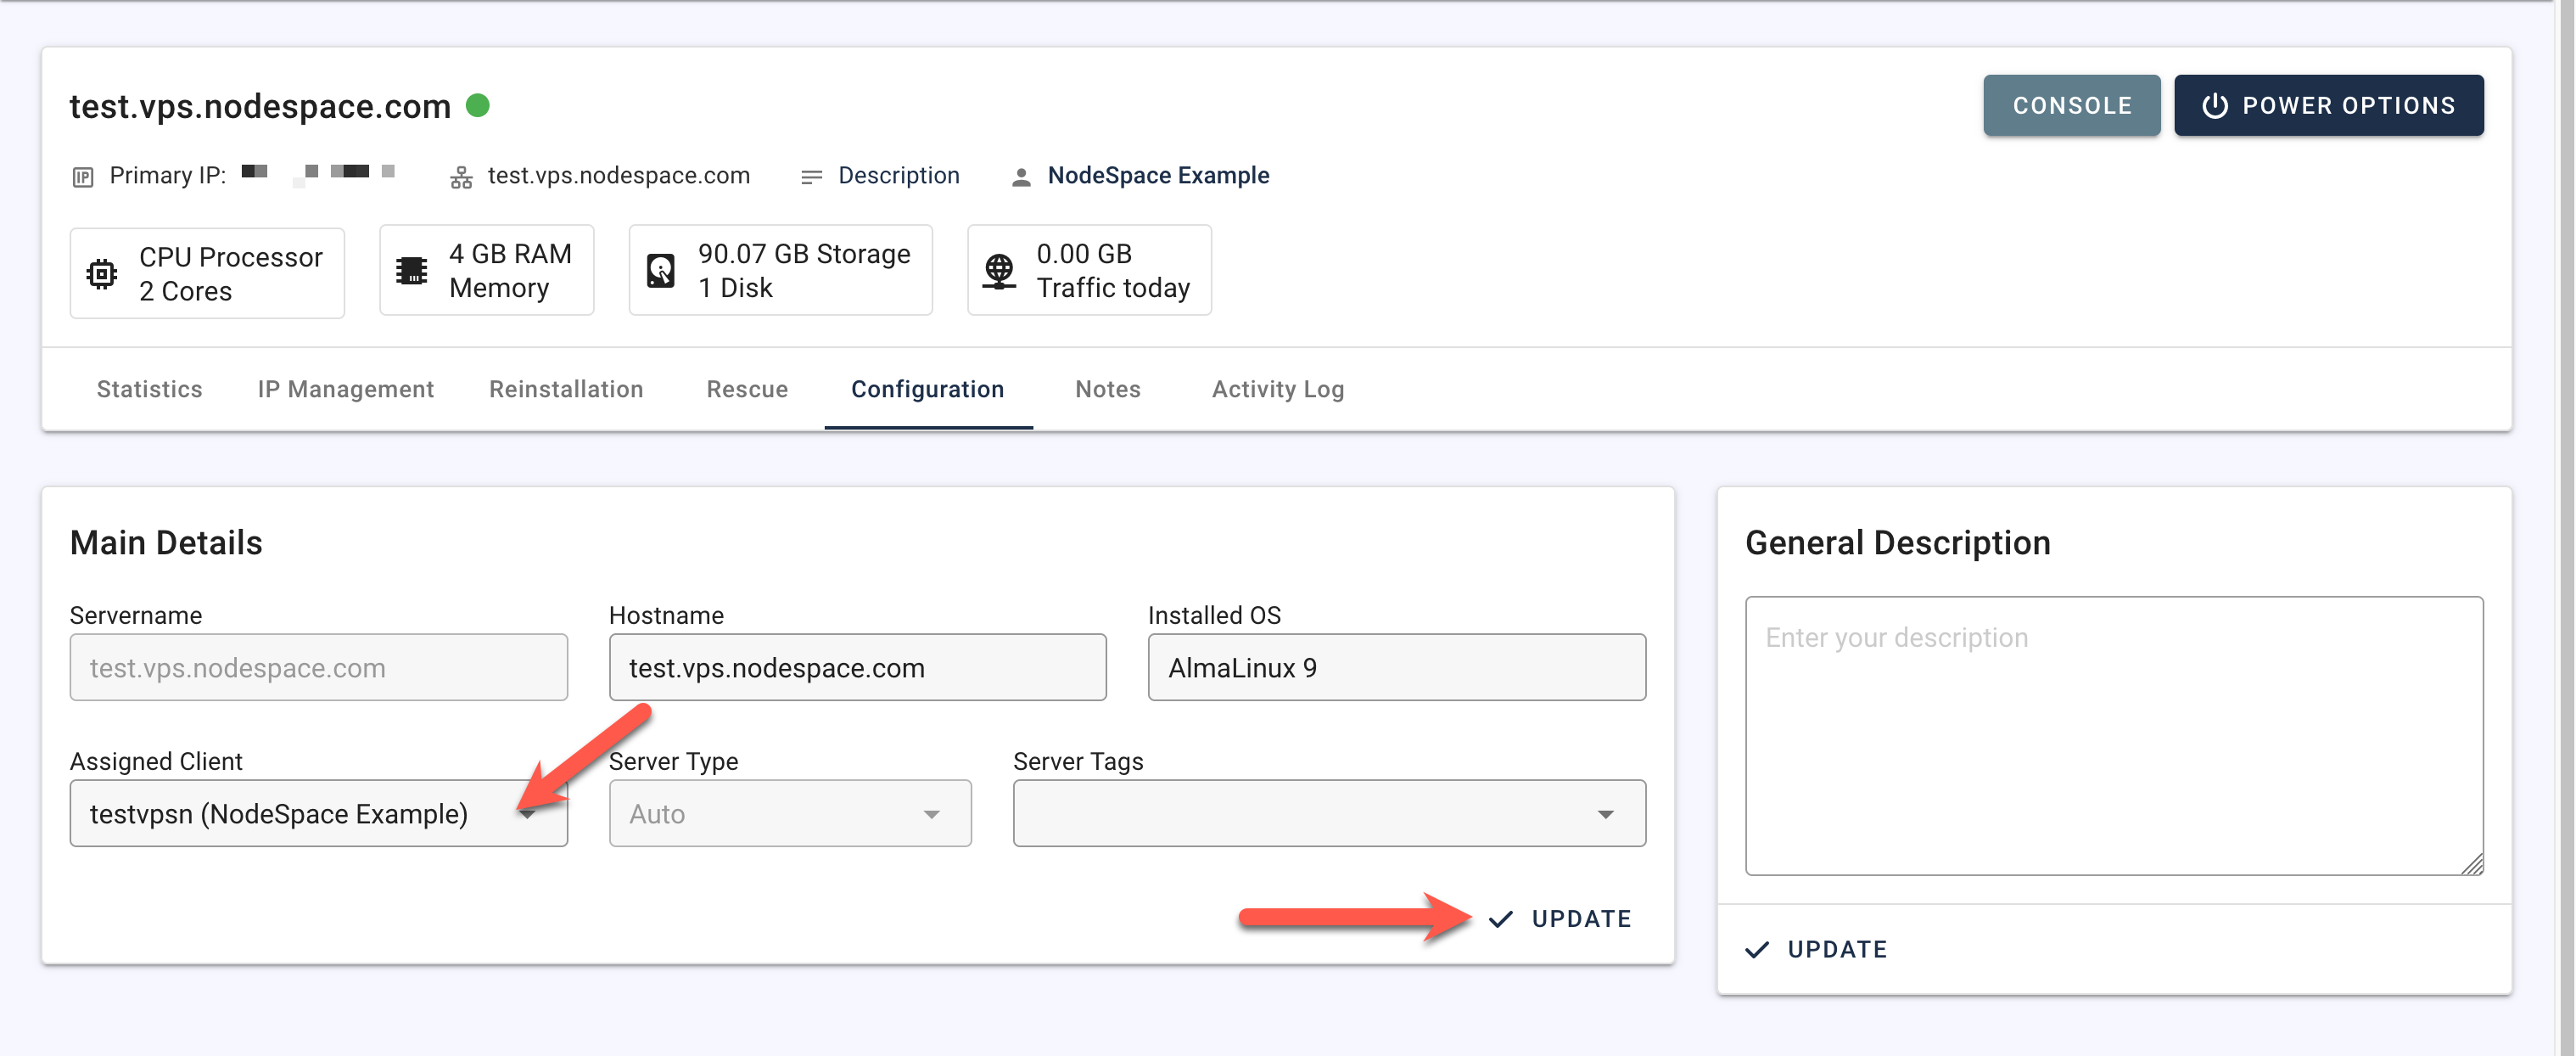 test.vps.nodespace.com
CONSOLE
POWER OPTIONS
IP
Primary IP:
test.vps.nodespace.com
Description
NodeSpace Example
CPU Processor
2 Cores
4 GB RAM
Memory
90.07 GB Storage
1 Disk
0.00 GB
Traffic today
Statistics
IP Management
Reinstallation
Rescue
Configuration
Notes
Activity Log
Main Details
Servername
test.vps.nodespace.com
Hostname
test.vps.nodespace.com
Installed OS
AlmaLinux 9
Assigned Client
testvpsn (NodeSpace Example)
Server Type
Auto
Server Tags
UPDATE
General Description
Enter your description
UPDATE